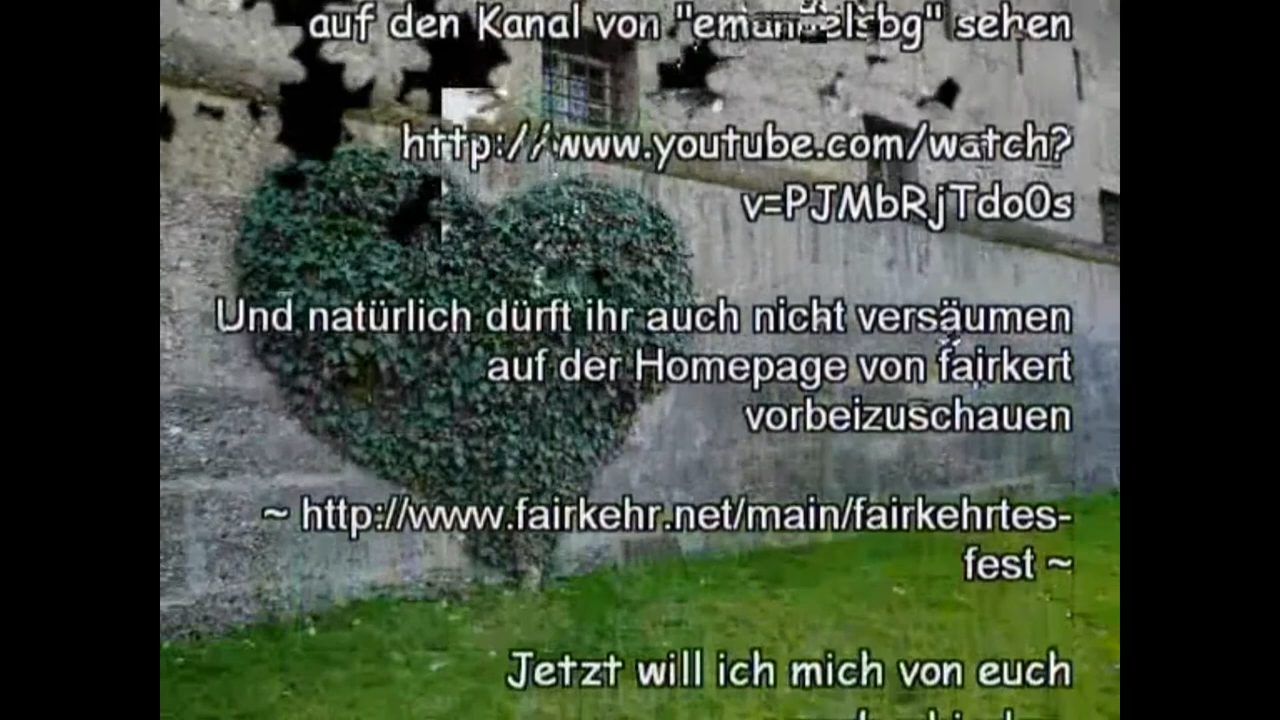 auf den Kanal von "emanuelsbg" sehen
http://www.youtube.com/watch?
v=PJMbRjTdo0s
Und natürlich dürft ihr auch nicht versäumen
auf der Homepage von fairkert
vorbeizuschauen
~ http://www.fairkehr.net/main/fairkehrtes-
fest ~
Jetzt will ich mich von euch